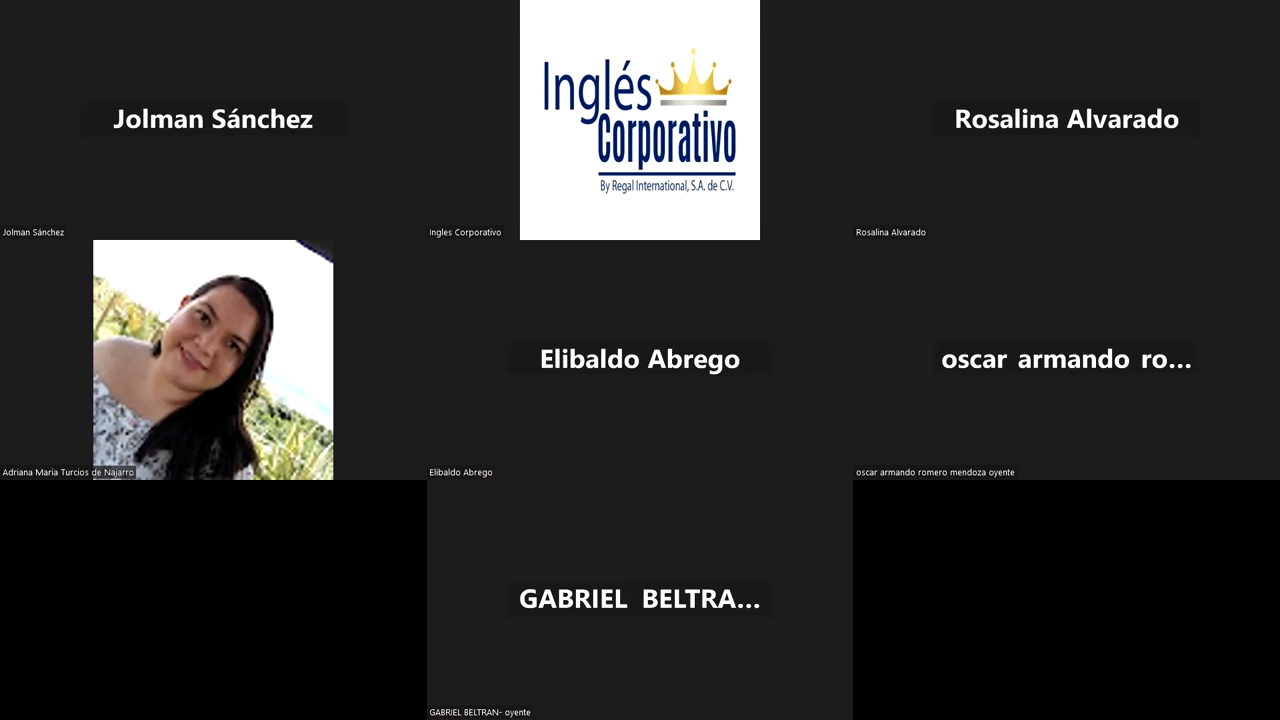 Jolman Sánchez
Jolman Sánchez
Inglés
Corporativo
By Regal International, S.A. de C.V.
Ingles Corporativo
Rosalina Alvarado
Rosalina Alvarado
Adriana Maria Turcios de Najarro
Elibaldo Abrego
Elibaldo Abrego
oscar armando ro...
oscar armando romero mendoza oyente
GABRIEL BELTRA...
GABRIEL BELTRAN- oyente